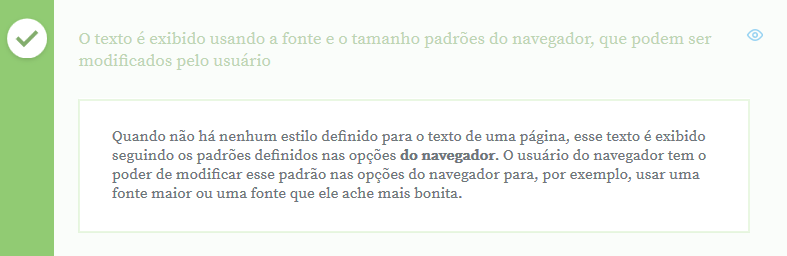 O texto é exibido usando a fonte e o tamanho padrões do navegador, que podem ser
modificados pelo usuário
Quando não há nenhum estilo definido para o texto de uma página, esse texto é exibido
seguindo os padrões definidos nas opções do navegador. O usuário do navegador tem o
poder de modificar esse padrão nas opções do navegador para, por exemplo, usar uma
fonte maior ou uma fonte que ele ache mais bonita.